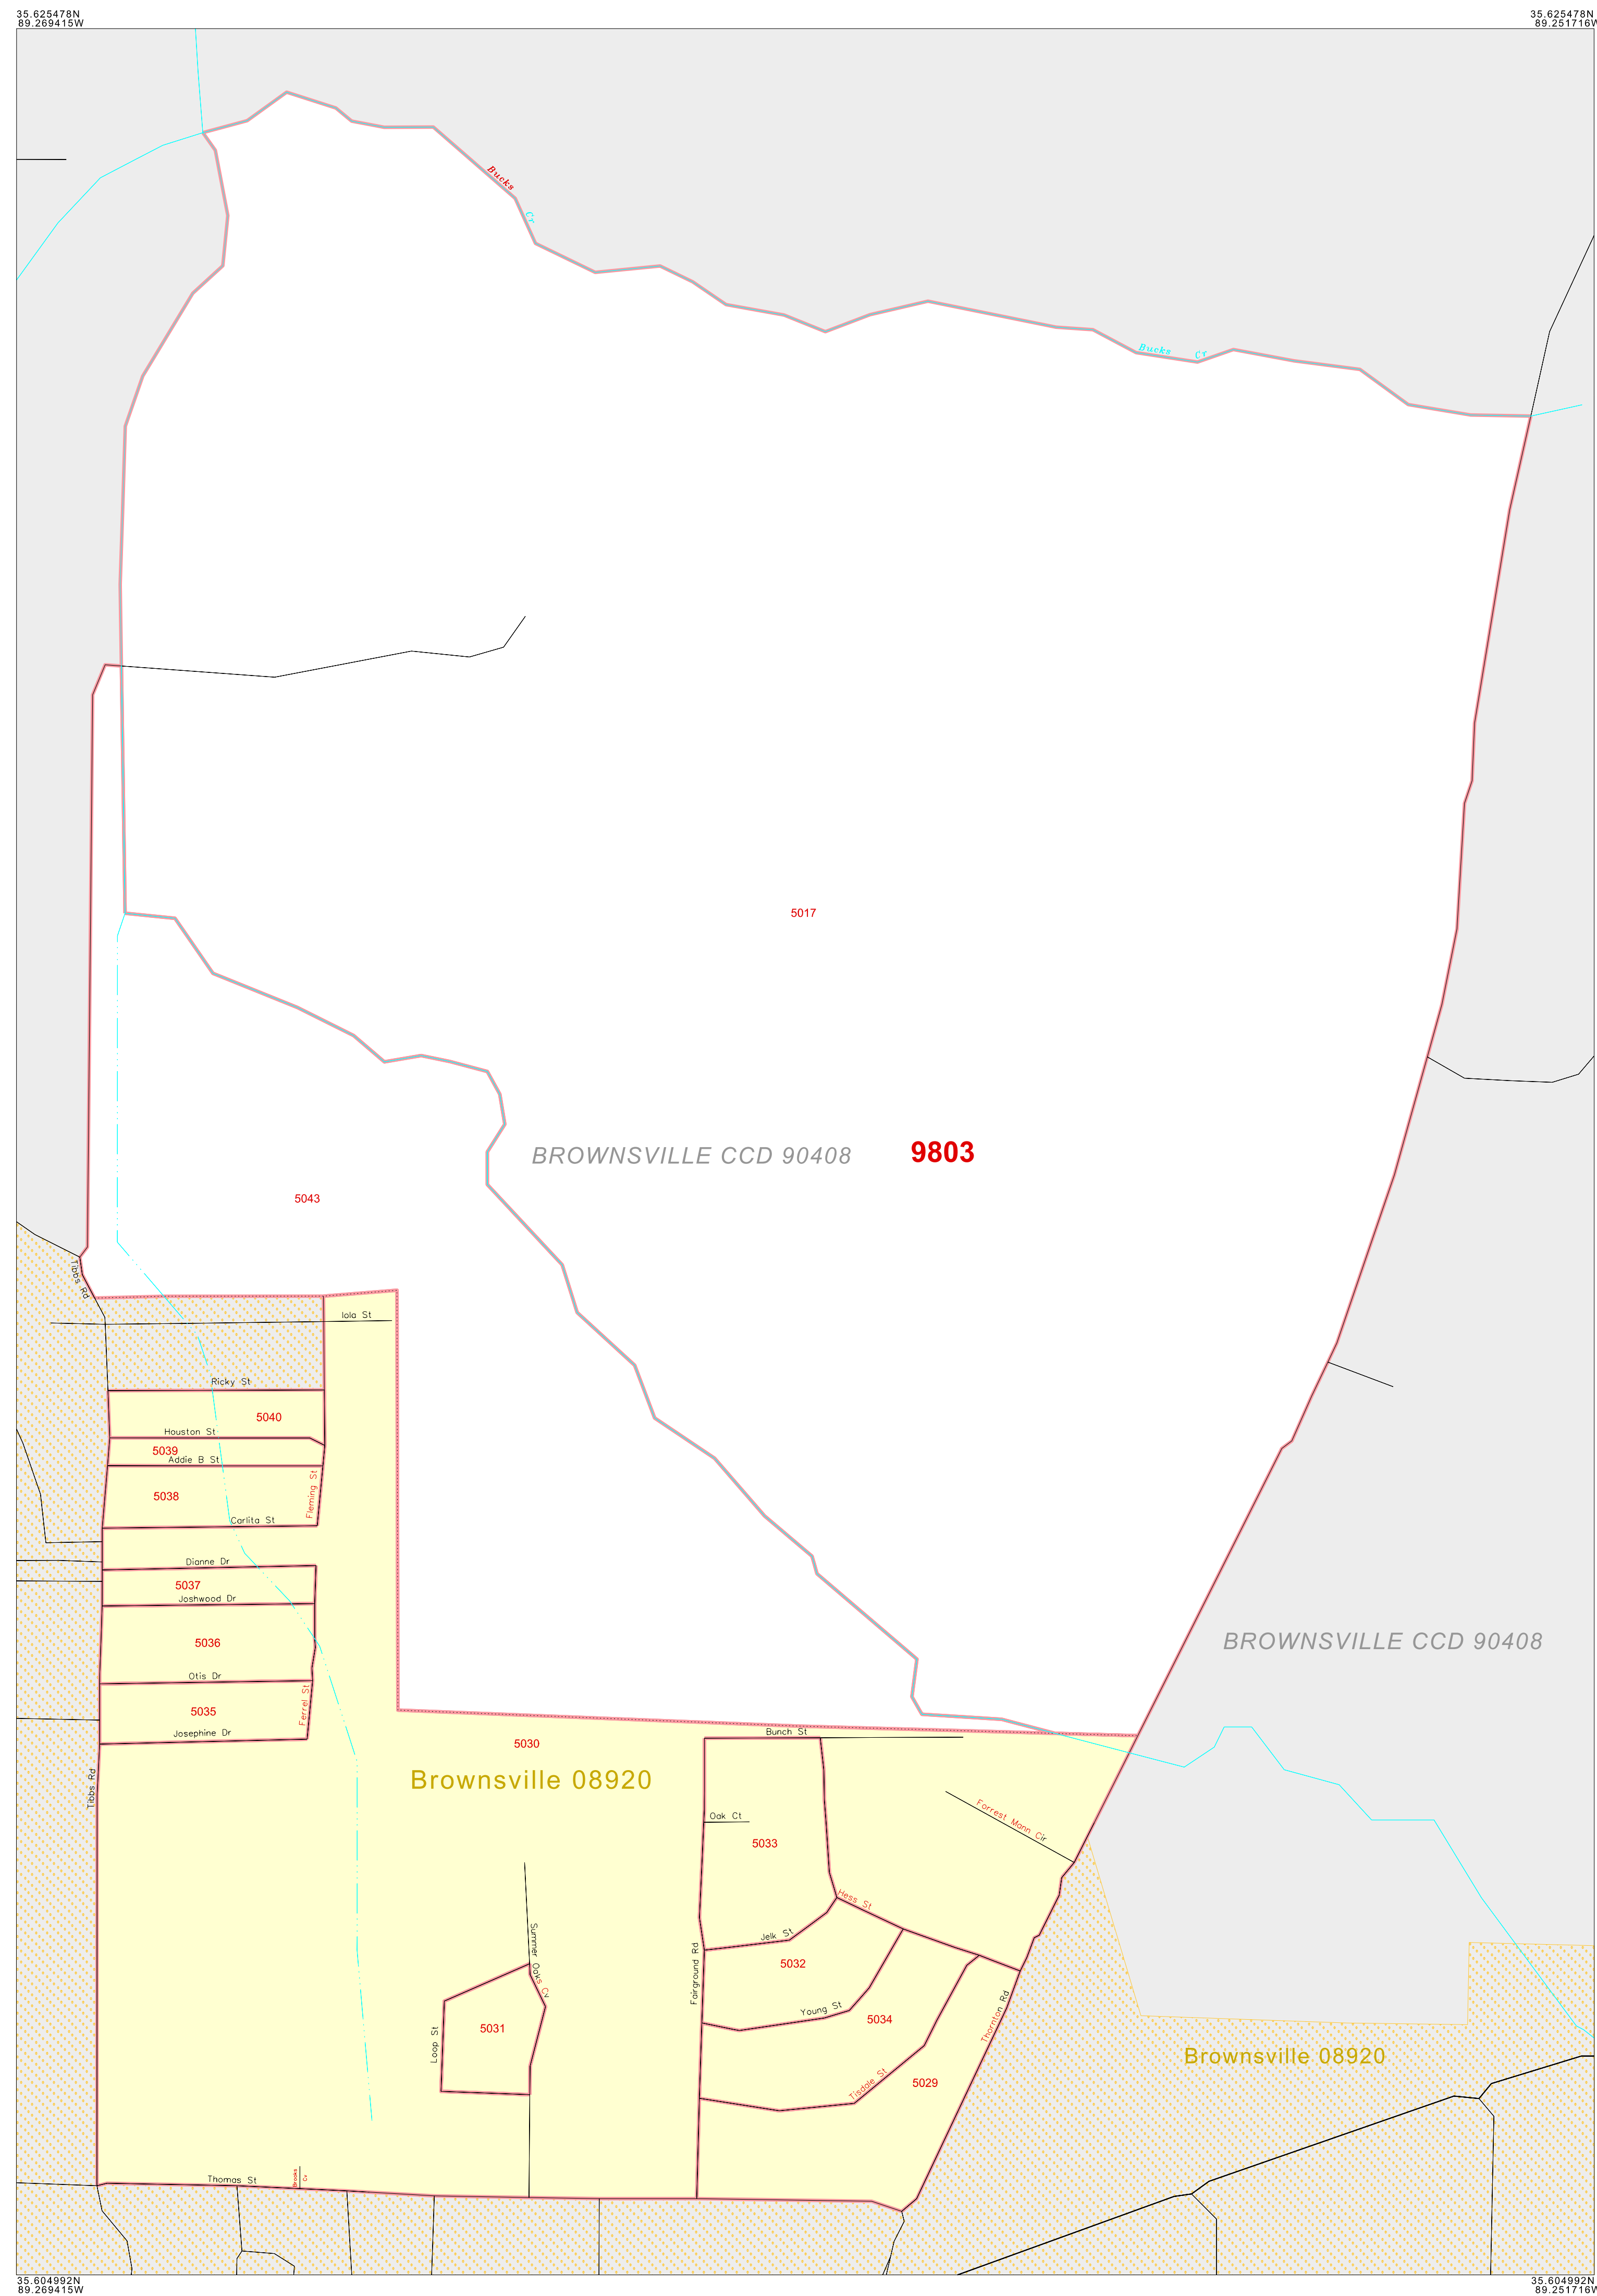 35.625478N
89.269415W
35.625478N
89.251716W
Bucks
Cr
Bucks Cr
5017
BROWNSVILLE CCD 90408
9803
5043
Tibbs Rd
Iola St
Ricky St
5040
Houston St
5039
Addie B St
5038
Fleming St
Carlita St
Dianne Dr
5037
Joshwood Dr
5036
BROWNSVILLE CCD 90408
Otis Dr
5035
Ferrel St
Josephine Dr
5030
Bunch St
Brownsville 08920
Tibbs Rd
Oak Ct
5033
Forrest Mann Cir
Hess St
Jelk St
Summer Oaks Cv
Fairground Rd
5032
Young St
5034
Thornton Rd
5031
Loop St
Brownsville 08920
Tisdale St
5029
Thomas St
Brooks
Cv
35.604992N
89.269415W
35.604992N
89.251716W